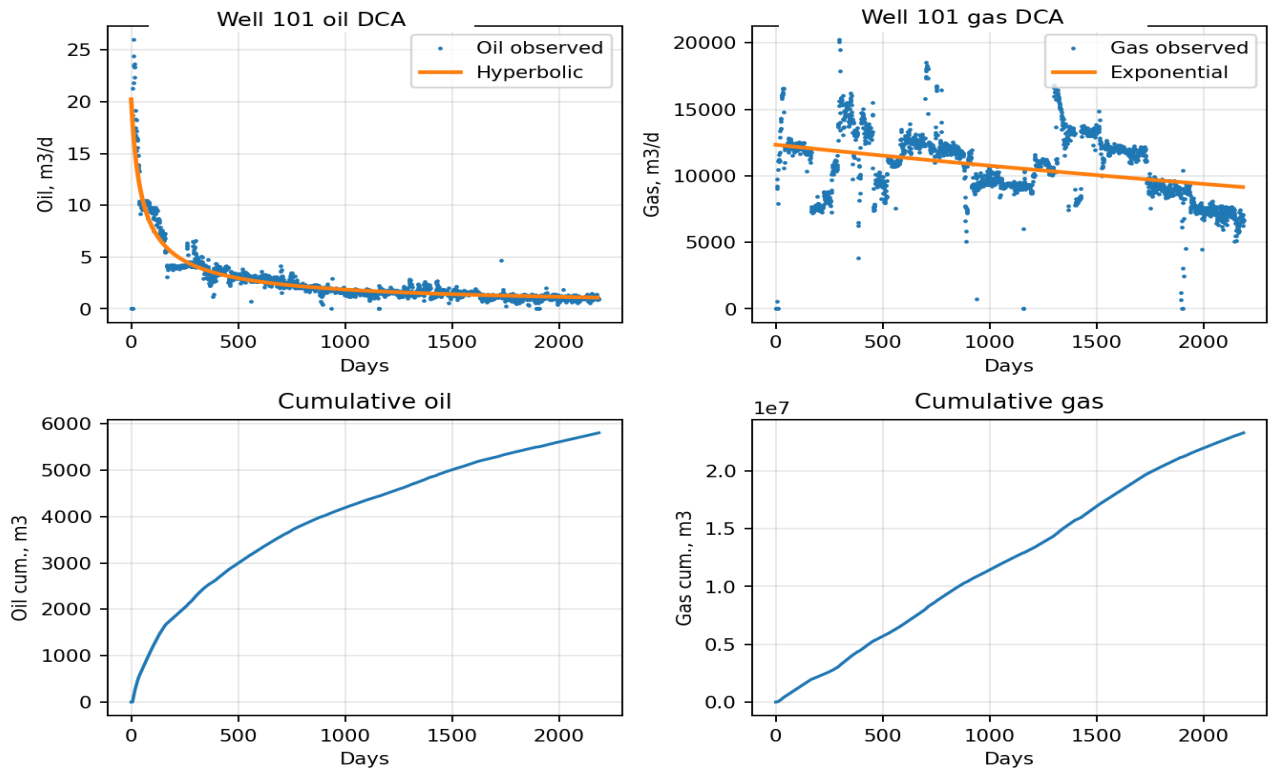 Well 101 oil DCA
Oil, m3/d
25
20
15
10
5
0
Oil observed
Hyperbolic
0 500 1000 1500 2000
Days
Well 101 gas DCA
Gas, m3/d
20000
15000
10000
5000
0
Gas observed
Exponential
0 500 1000 1500 2000
Days
Cumulative oil
Oil cum., m3
6000
5000
4000
3000
2000
1000
0
0 500 1000 1500 2000
Days
Cumulative gas
1e7
Gas cum., m3
2.0
1.5
1.0
0.5
0.0
0 500 1000 1500 2000
Days